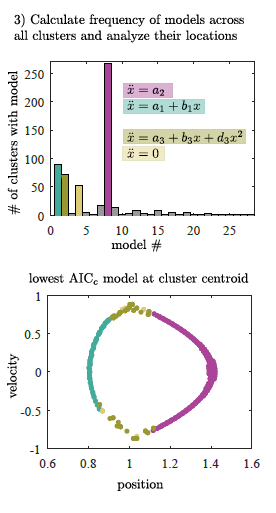 3) Calculate frequency of models across
all clusters and analyze their locations
# of clusters with model
250
200
150
100
50
0
ẍ = a₂
ẍ = a₁ + b₁x
ẍ = a₃ + b₃x + d₃x²
ẍ = 0
0 5 10 15 20 25
model #
lowest AICc model at cluster centroid
velocity
1
0.5
0
-0.5
-1
0.6 0.8 1 1.2 1.4 1.6
position